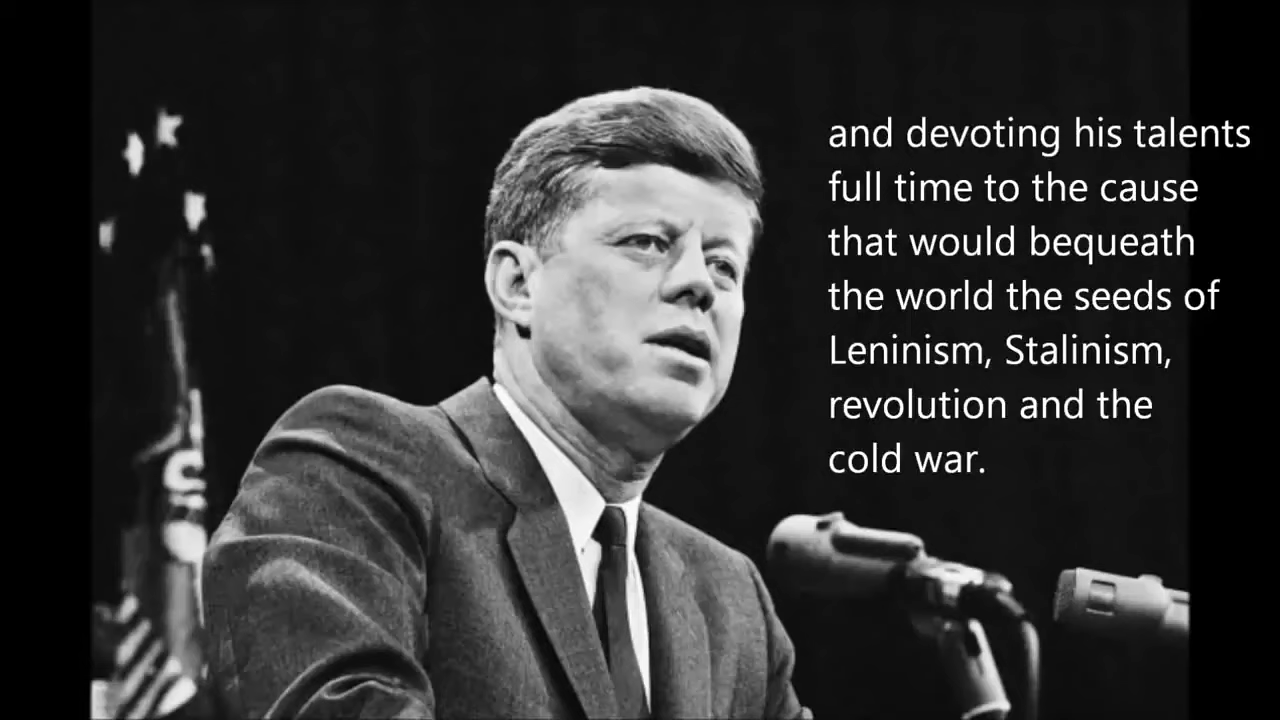 and devoting his talents
full time to the cause
that would bequeath
the world the seeds of
Leninism, Stalinism,
revolution and the
cold war.